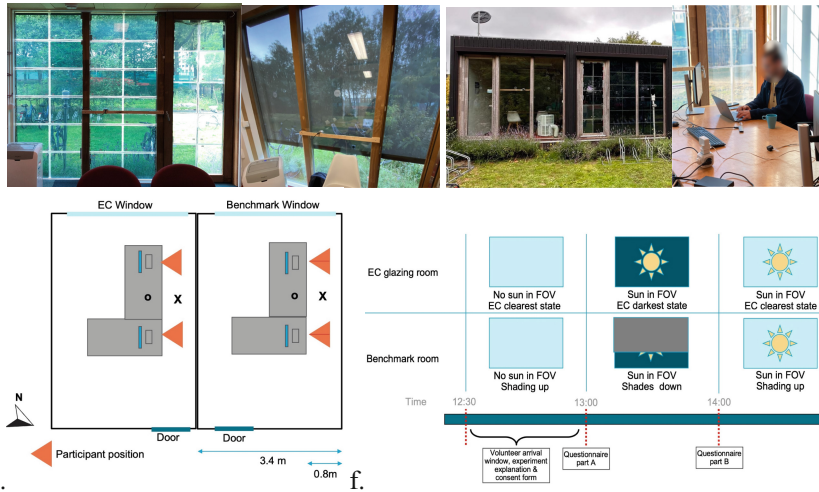 EC Window
Benchmark Window
o
X
o
X
N
Door
Door
Participant position
3.4 m
0.8m
.
f.
EC glazing room
No sun in FOV
EC clearest state
Sun in FOV
EC darkest state
Sun in FOV
EC clearest state
Benchmark room
No sun in FOV
Shading up
Sun in FOV
Shades down
Sun in FOV
Shading up
Time
12:30
13:00
14:00
Volunteer arrival
window, experiment
explanation &
consent form
Questionnaire
part A
Questionnaire
part B